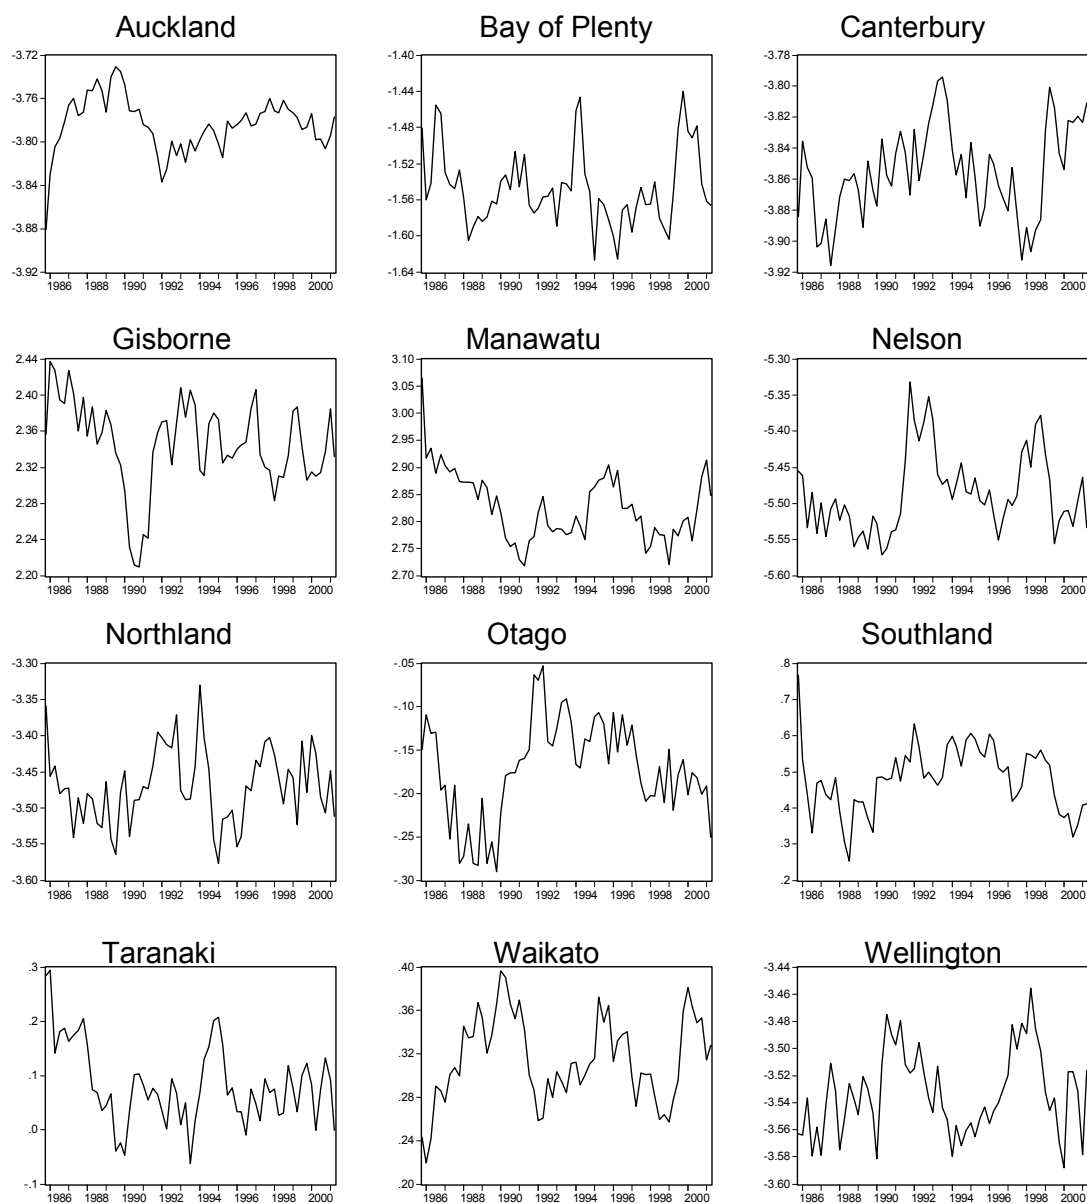 Auckland Bay of Plenty Canterbury
-3.72 -1.40 -3.78
-3.76 -1.44 -3.80
-3.80 -1.48 -3.82
-3.84 -1.52 -3.84
-3.88 -1.56 -3.86
-3.92 -1.60 -3.88
-1.64 -3.90
-3.92
1986 1988 1990 1992 1994 1996 1998 2000 1986 1988 1990 1992 1994 1996 1998 2000 1986 1988 1990 1992 1994 1996 1998 2000
Gisborne Manawatu Nelson
2.44 3.10 -5.30
2.40 3.05 -5.35
2.36 3.00 -5.40
2.32 2.95 -5.45
2.28 2.90 -5.50
2.24 2.85 -5.55
2.20 2.80 -5.60
2.75
2.70
1986 1988 1990 1992 1994 1996 1998 2000 1986 1988 1990 1992 1994 1996 1998 2000 1986 1988 1990 1992 1994 1996 1998 2000
Northland Otago Southland
-3.30 -.05 .8
-3.35 -.10 .7
-3.40 -.15 .6
-3.45 -.20 .5
-3.50 -.25 .4
-3.55 -.30 .3
-3.60 .2
1986 1988 1990 1992 1994 1996 1998 2000 1986 1988 1990 1992 1994 1996 1998 2000 1986 1988 1990 1992 1994 1996 1998 2000
Taranaki Waikato Wellington
.3 .40 -3.44
.2 .36 -3.46
.1 .32 -3.48
.0 .28 -3.50
-.1 .24 -3.52
.20 -3.54
-3.56
-3.58
-3.60
1986 1988 1990 1992 1994 1996 1998 2000 1986 1988 1990 1992 1994 1996 1998 2000 1986 1988 1990 1992 1994 1996 1998 2000